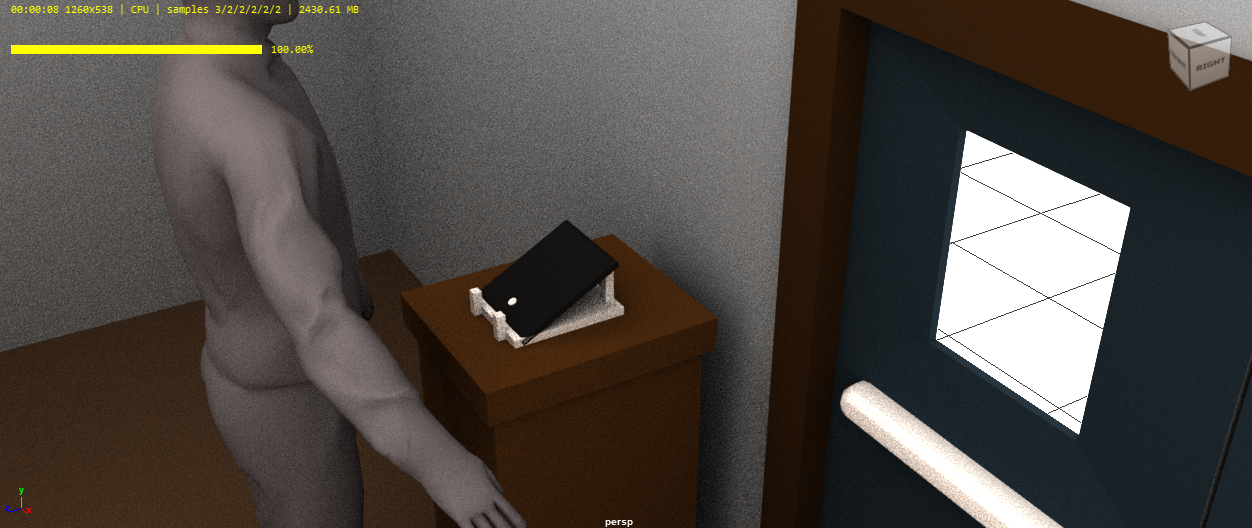 00:00:08 1260x538 | CPU | samples 3/2/2/2/2/2 | 2430.61 MB
100.00%
RIGHT
y
z
x
persp